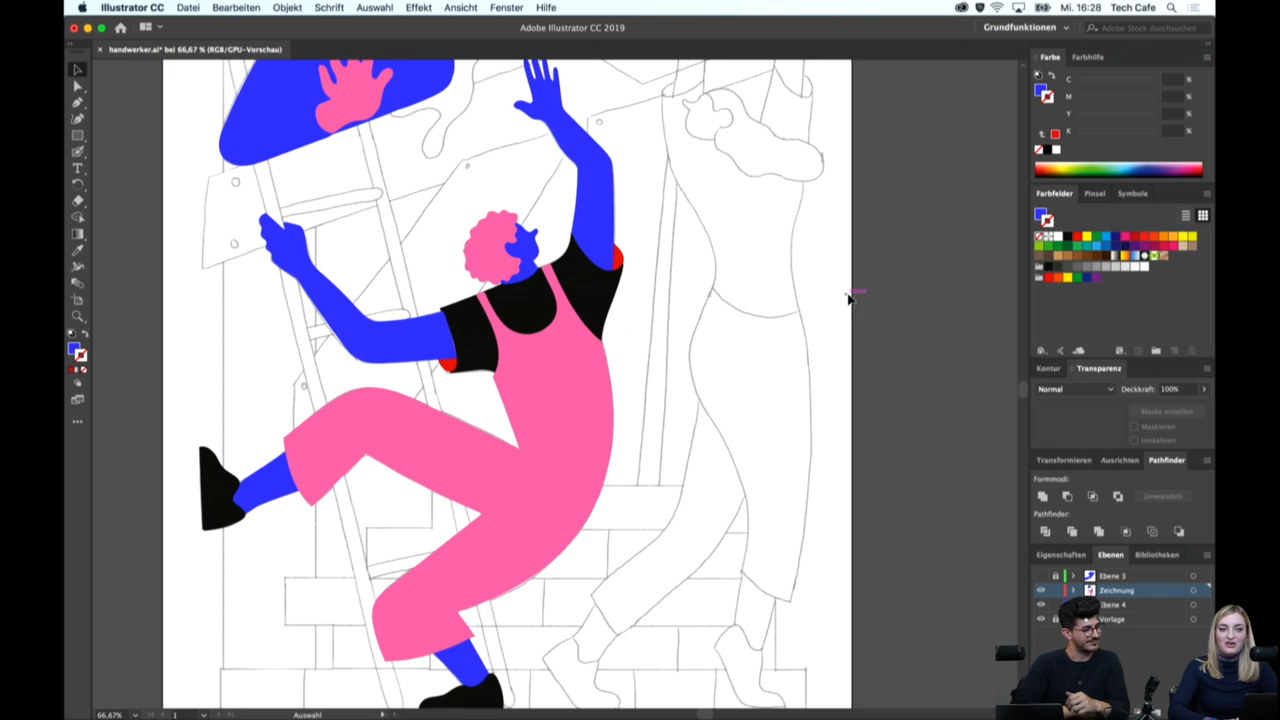 Illustrator CC Datei Bearbeiten Objekt Schrift Auswahl Effekt Ansicht Fenster Hilfe Mi. 16:28 Tech Cafe
Adobe Illustrator CC 2019 Grundfunktionen Adobe Stock durchsuchen
× handwerker.ai* bei 66,67 % (RGB/GPU-Vorschau)
Farbe Farbhilfe
C %
M %
Y %
K %
Farbfelder Pinsel Symbole
Kontur Transparenz
Normal Deckkraft: 100%
Maske erstellen
Maskieren
Umkehren
Transformieren Ausrichten Pathfinder
Formmodi:
Umwandeln
Pathfinder:
Eigenschaften Ebenen Bibliotheken
Ebene 3
Zeichnung
Ebene 4
Vorlage
66,67% 1 Auswahl